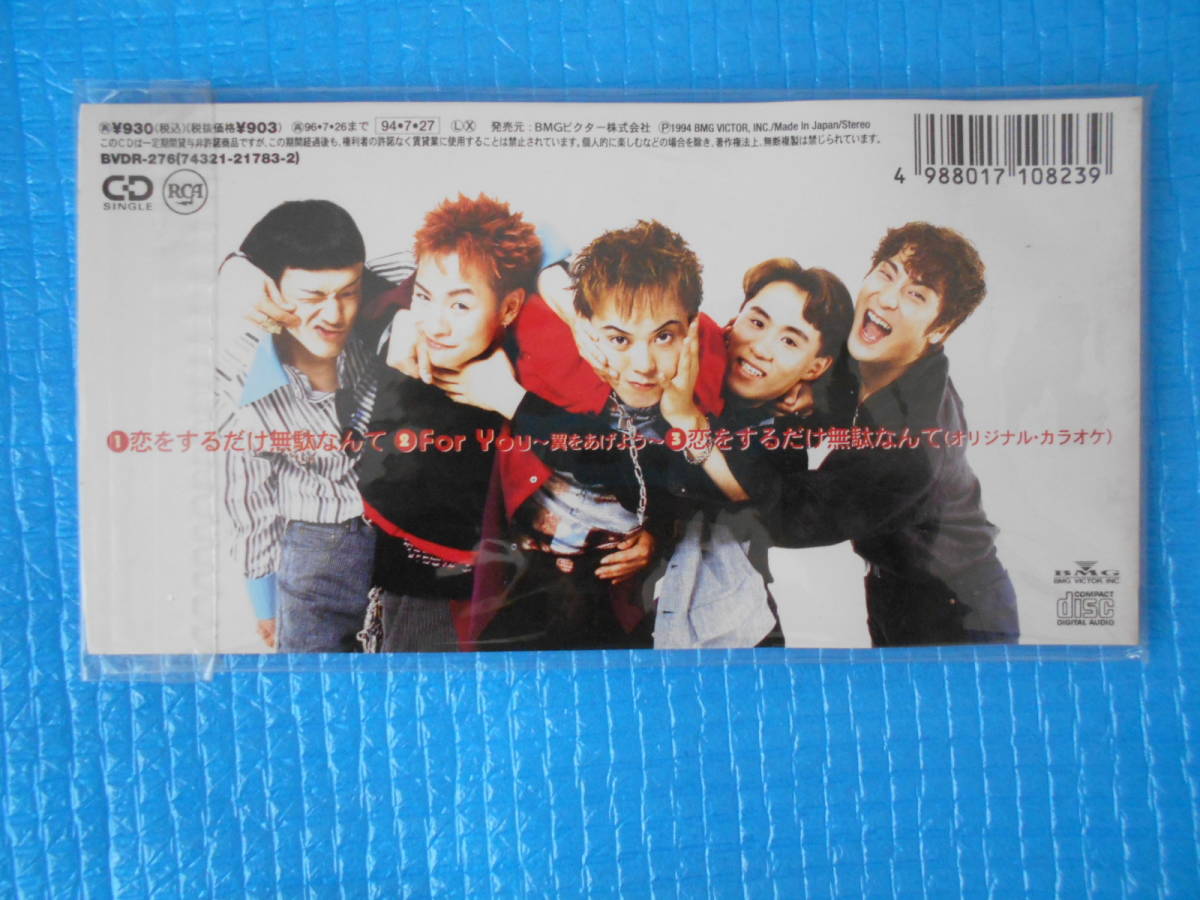 Ⓡ¥930(税込)(税抜価格¥903) Ⓡ96•7•26まで 94•7•27 ⓁⓍ 発売元:BMGビクター株式会社 Ⓟ1994 BMG VICTOR, INC./Made in Japan/Stereo
このCDは一定期間貸与非許諾商品ですが、この期間経過後も、権利者の許諾なく賃貸業に使用することは禁止されています。個人的に楽しむなどの場合を除き、著作権法上、無断複製は禁じられています。
BVDR-276(74321-21783-2)
4 988017 108239
CD
SINGLE
RCA
❶恋をするだけ無駄なんて ❷For You〜翼をあげよう〜 ❸恋をするだけ無駄なんて(オリジナル・カラオケ)
BMG
BMG VICTOR INC
COMPACT
disc
DIGITAL AUDIO